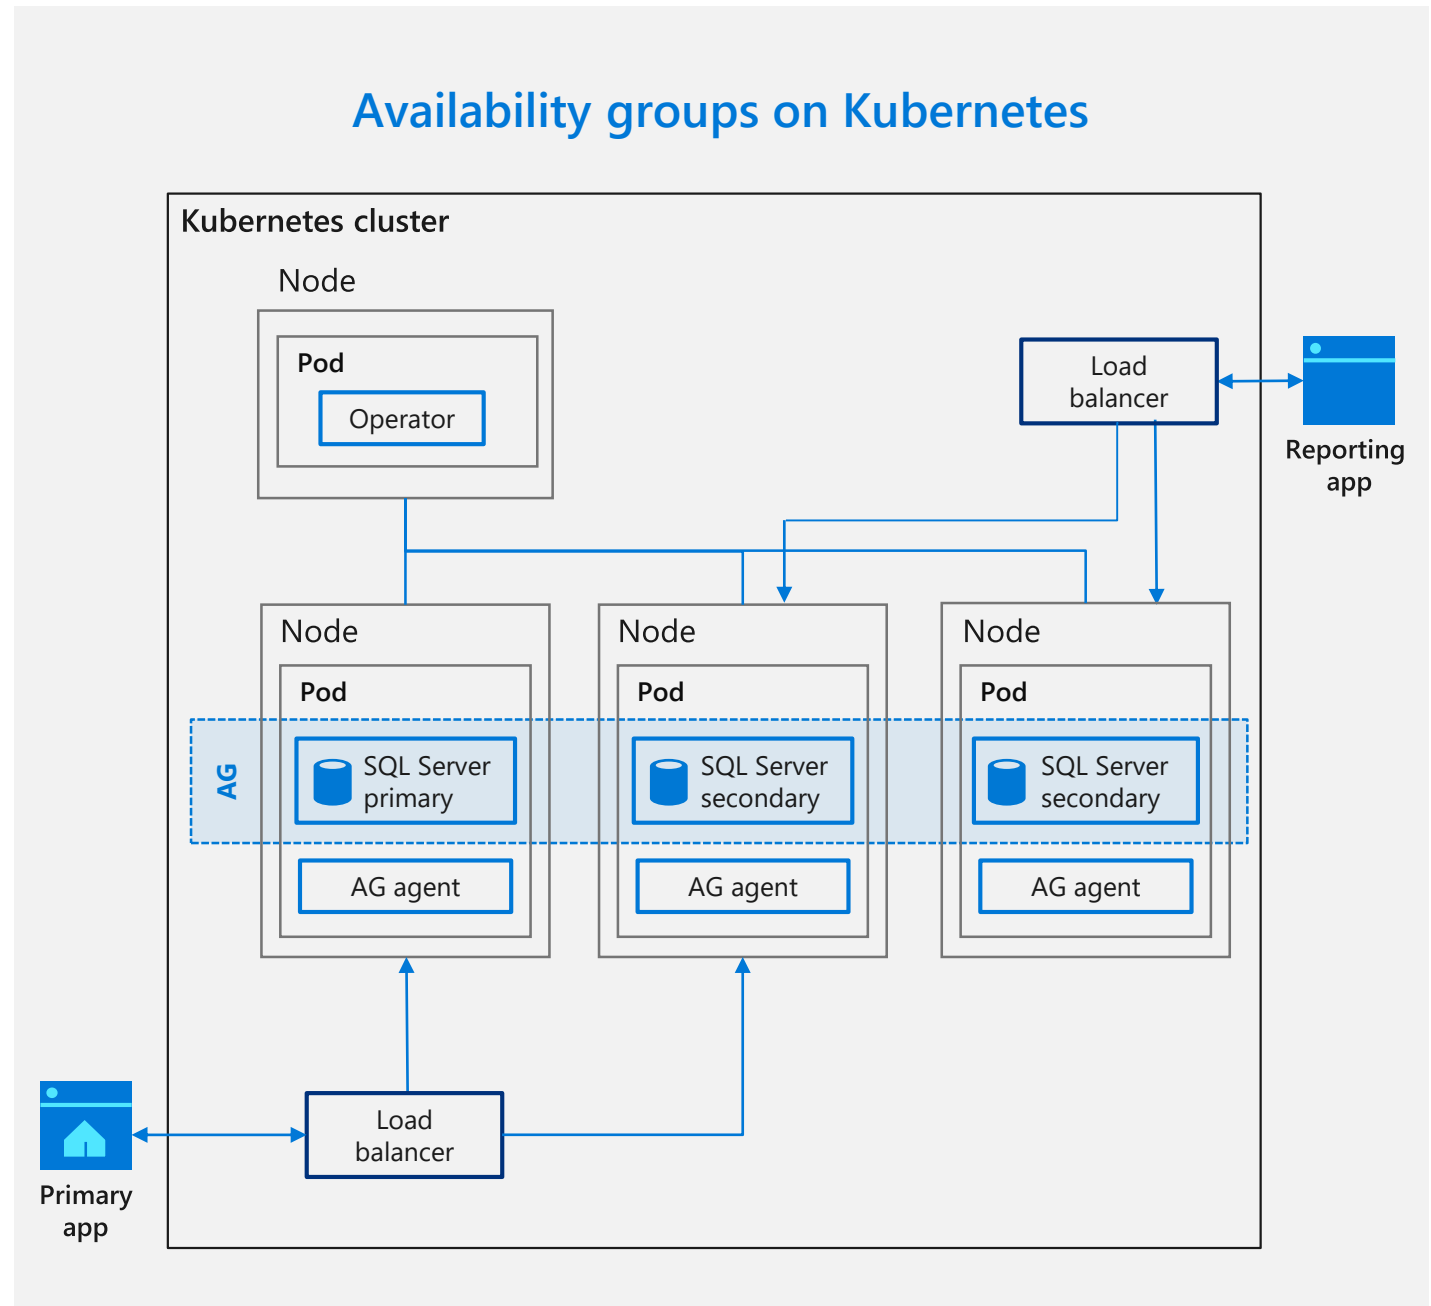 Availability groups on Kubernetes
Kubernetes cluster
Node
Pod
Operator
Load
balancer
Reporting
app
Node
Pod
SQL Server
primary
AG agent
Node
Pod
SQL Server
secondary
AG agent
Node
Pod
SQL Server
secondary
AG agent
AG
Load
balancer
Primary
app